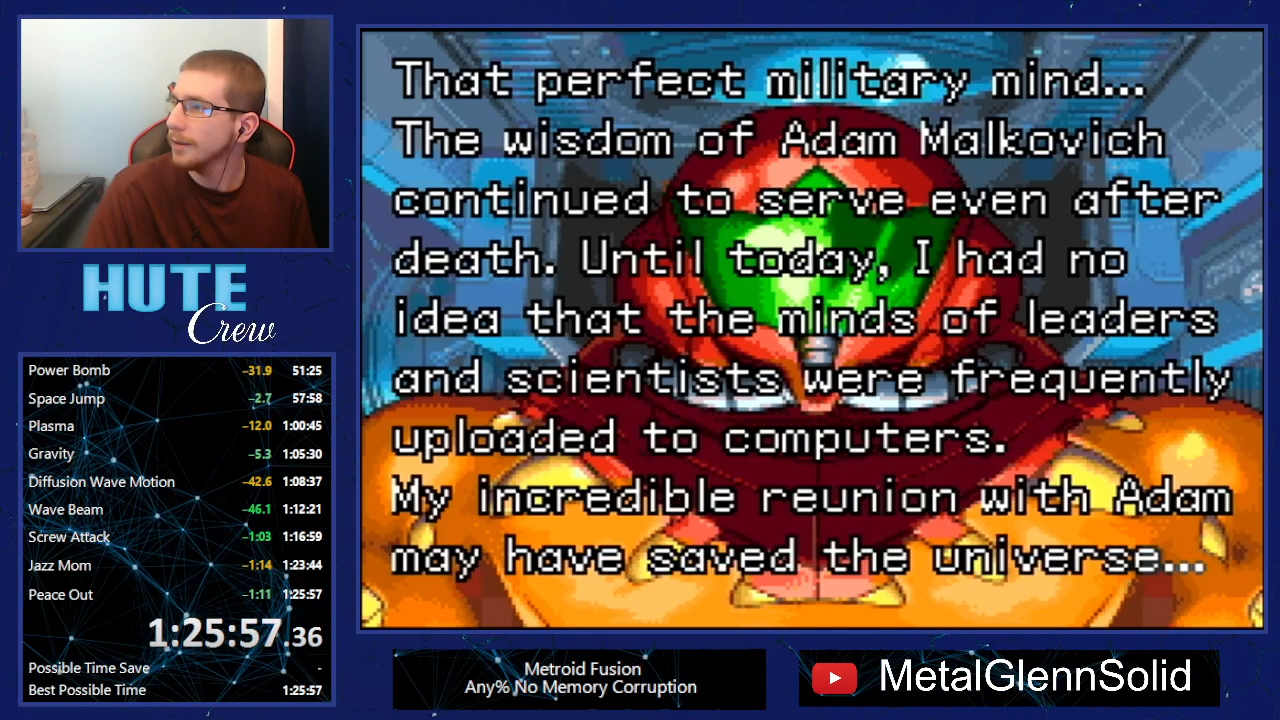 That perfect military mind...
The wisdom of Adam Malkovich
continued to serve even after
death. Until today, I had no
idea that the minds of leaders
and scientists were frequently
uploaded to computers.
My incredible reunion with Adam
may have saved the universe...
HUTE
Crew
Power Bomb −31.9 51:25
Space Jump −2.7 57:58
Plasma −12.0 1:00:45
Gravity −5.3 1:05:30
Diffusion Wave Motion −42.6 1:08:37
Wave Beam −46.1 1:12:21
Screw Attack −1:03 1:16:59
Jazz Mom −1:14 1:23:44
Peace Out −1:11 1:25:57
1:25:57.36
Possible Time Save -
Best Possible Time 1:25:57
Metroid Fusion
Any% No Memory Corruption
MetalGlennSolid